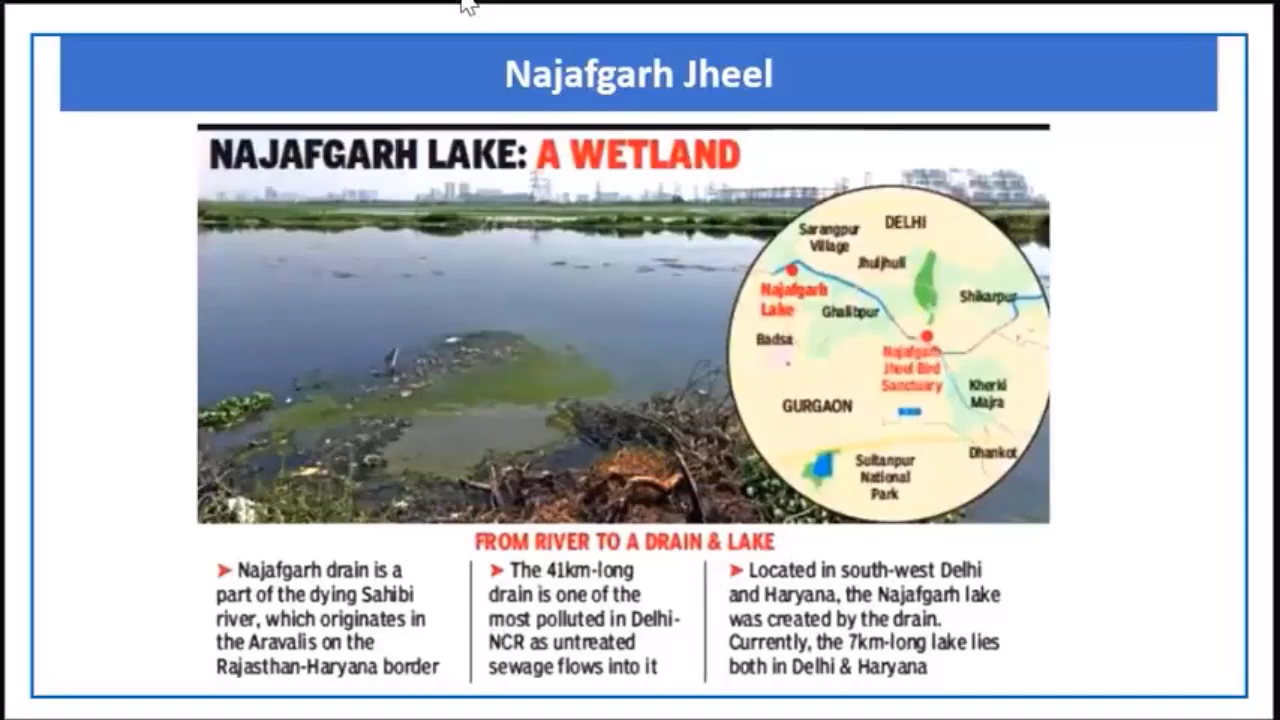 Najafgarh Jheel
NAJAFGARH LAKE: A WETLAND
DELHI
Sarangpur
Village
Jhuljhuli
Najafgarh
Lake
Ghalibpur
Shikarpur
Badsa
Najafgarh
Jheel Bird
Sanctuary
Kherki
Majra
GURGAON
Dhankot
Sultanpur
National
Park
FROM RIVER TO A DRAIN & LAKE
➤ Najafgarh drain is a
part of the dying Sahibi
river, which originates in
the Aravalis on the
Rajasthan-Haryana border
➤ The 41km-long
drain is one of the
most polluted in Delhi-
NCR as untreated
sewage flows into it
➤ Located in south-west Delhi
and Haryana, the Najafgarh lake
was created by the drain.
Currently, the 7km-long lake lies
both in Delhi & Haryana